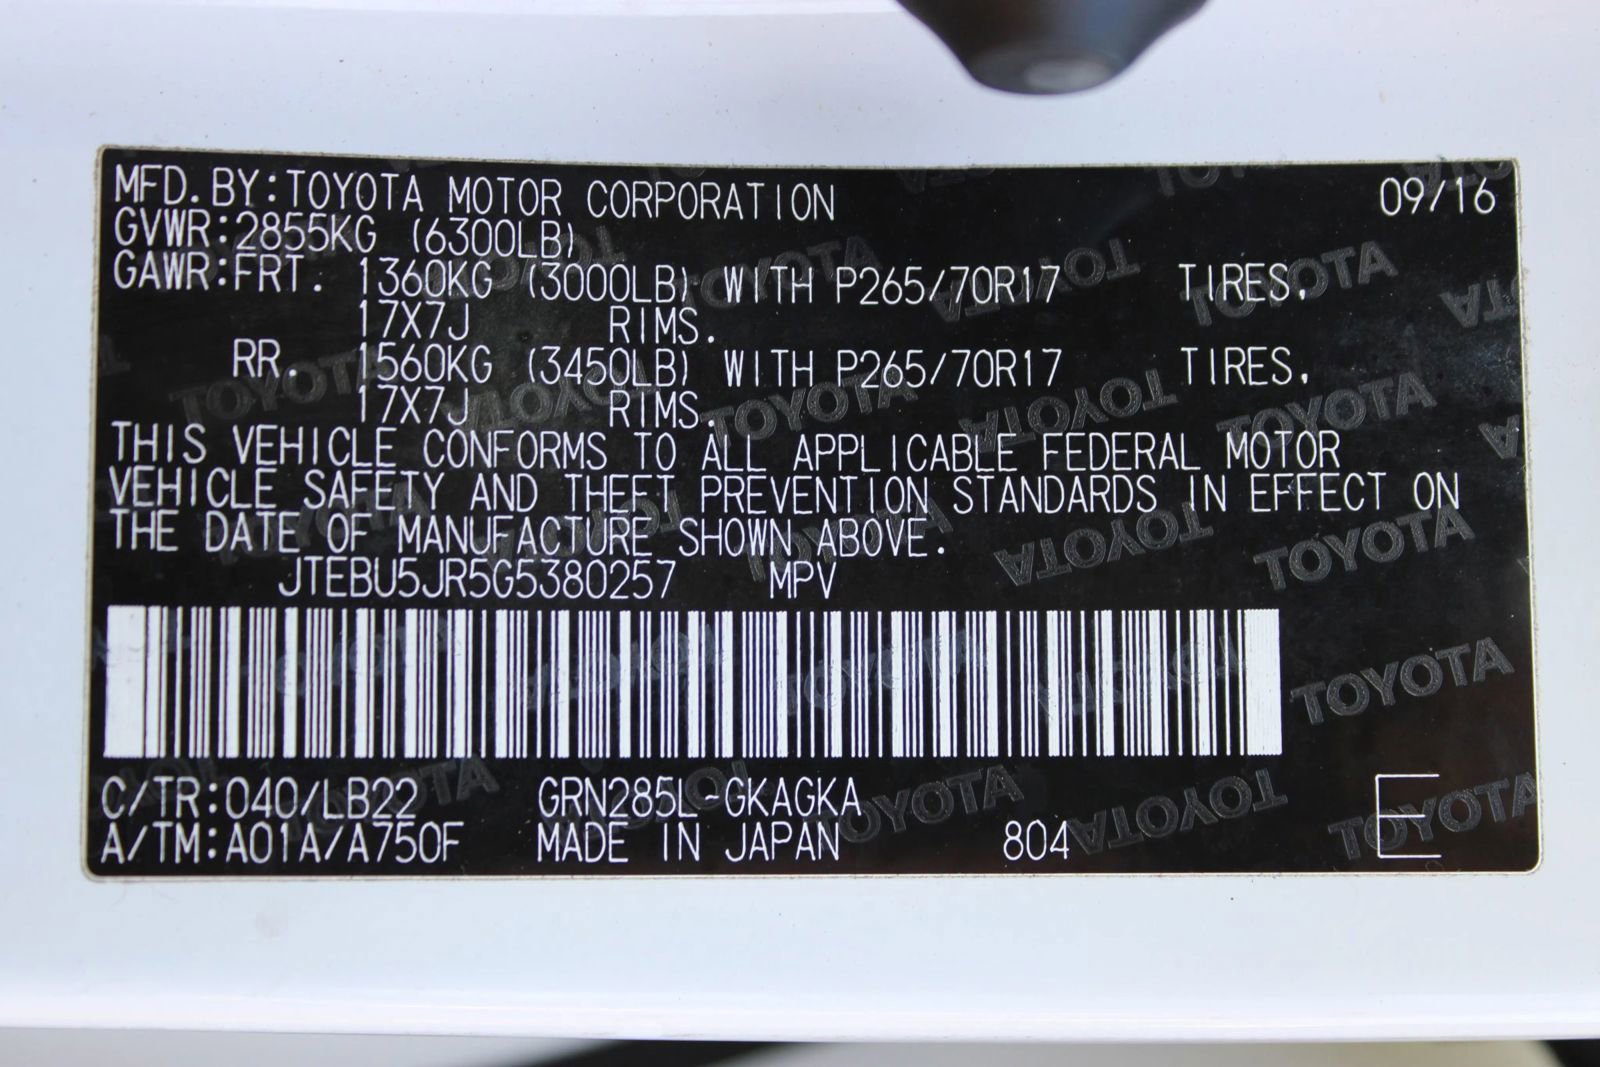 MFD. BY:TOYOTA MOTOR CORPORATION 09/16
GVWR:2855KG (6300LB)
GAWR:FRT. 1360KG (3000LB) WITH P265/70R17 TIRES,
17X7J RIMS.
RR. 1560KG (3450LB) WITH P265/70R17 TIRES,
17X7J RIMS.
THIS VEHICLE CONFORMS TO ALL APPLICABLE FEDERAL MOTOR
VEHICLE SAFETY AND THEFT PREVENTION STANDARDS IN EFFECT ON
THE DATE OF MANUFACTURE SHOWN ABOVE.
JTEBU5JR5G5380257 MPV
C/TR:040/LB22 GRN285L-GKAGKA
A/TM:A01A/A750F MADE IN JAPAN 804 E